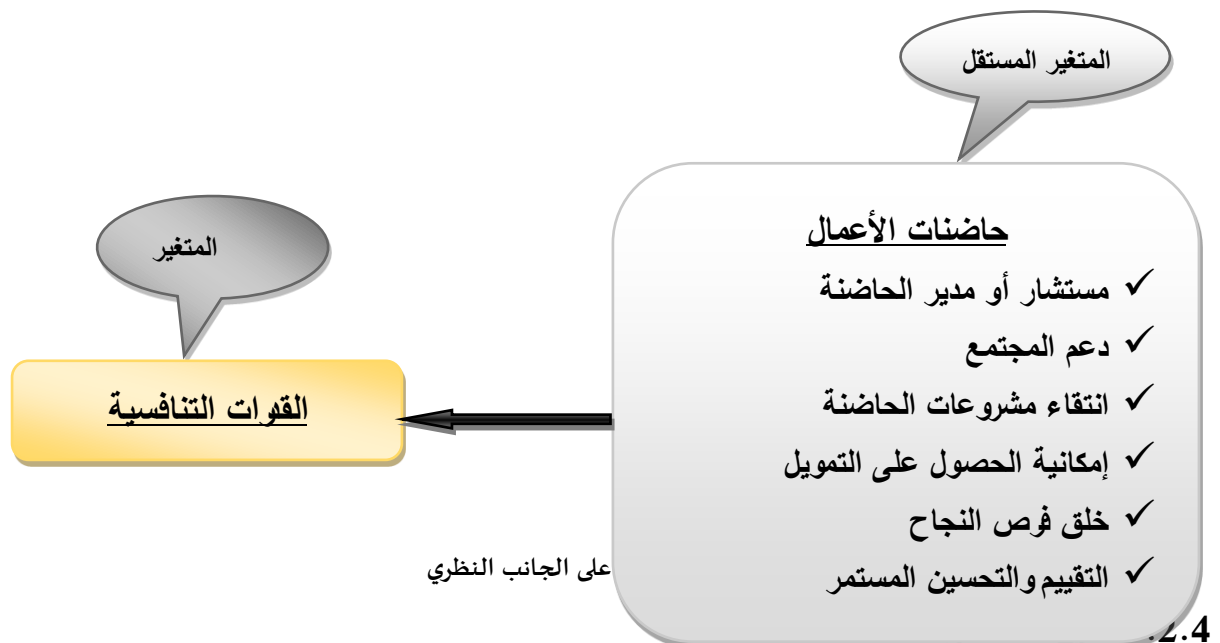 المتغير المستقل
حاضنات الأعمال
✓ مستشار أو مدير الحاضنة
✓ دعم المجتمع
✓ انتقاء مشروعات الحاضنة
✓ إمكانية الحصول على التمويل
✓ خلق فرص النجاح
✓ التقييم والتحسين المستمر
المتغير
القدرات التنافسية
على الجانب النظري
.2.4